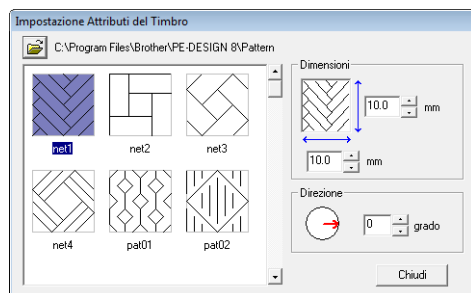 Impostazione Attributi del Timbro
C:\Program Files\Brother\PE-DESIGN 8\Pattern
net1 net2 net3
net4 pat01 pat02
Dimensioni
10.0 mm
10.0 mm
Direzione
0 grado
Chiudi